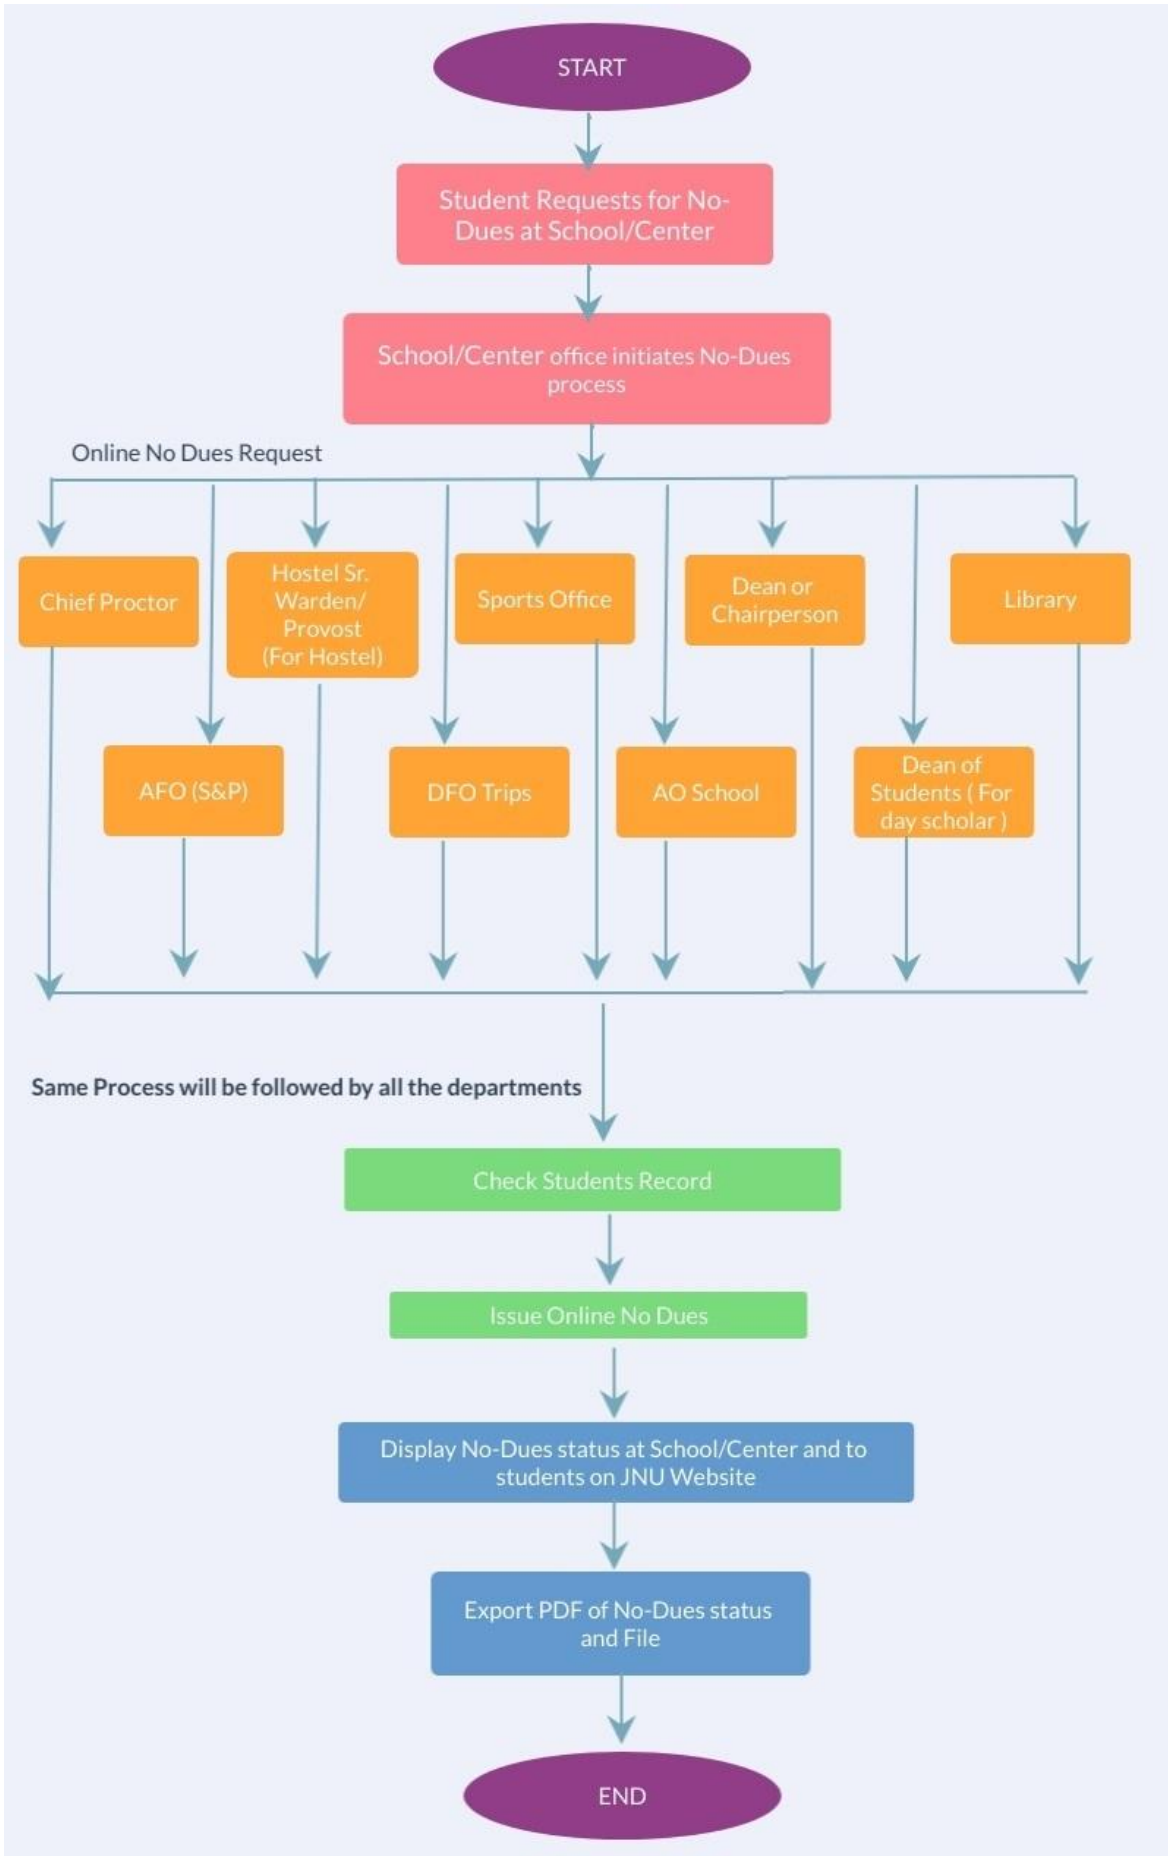 START
Student Requests for No-
Dues at School/Center
School/Center office initiates No-Dues
process
Online No Dues Request
Chief Proctor
Hostel Sr.
Warden/
Provost
(For Hostel)
Sports Office
Dean or
Chairperson
Library
AFO (S&P)
DFO Trips
AO School
Dean of
Students ( For
day scholar )
Same Process will be followed by all the departments
Check Students Record
Issue Online No Dues
Display No-Dues status at School/Center and to
students on JNU Website
Export PDF of No-Dues status
and File
END